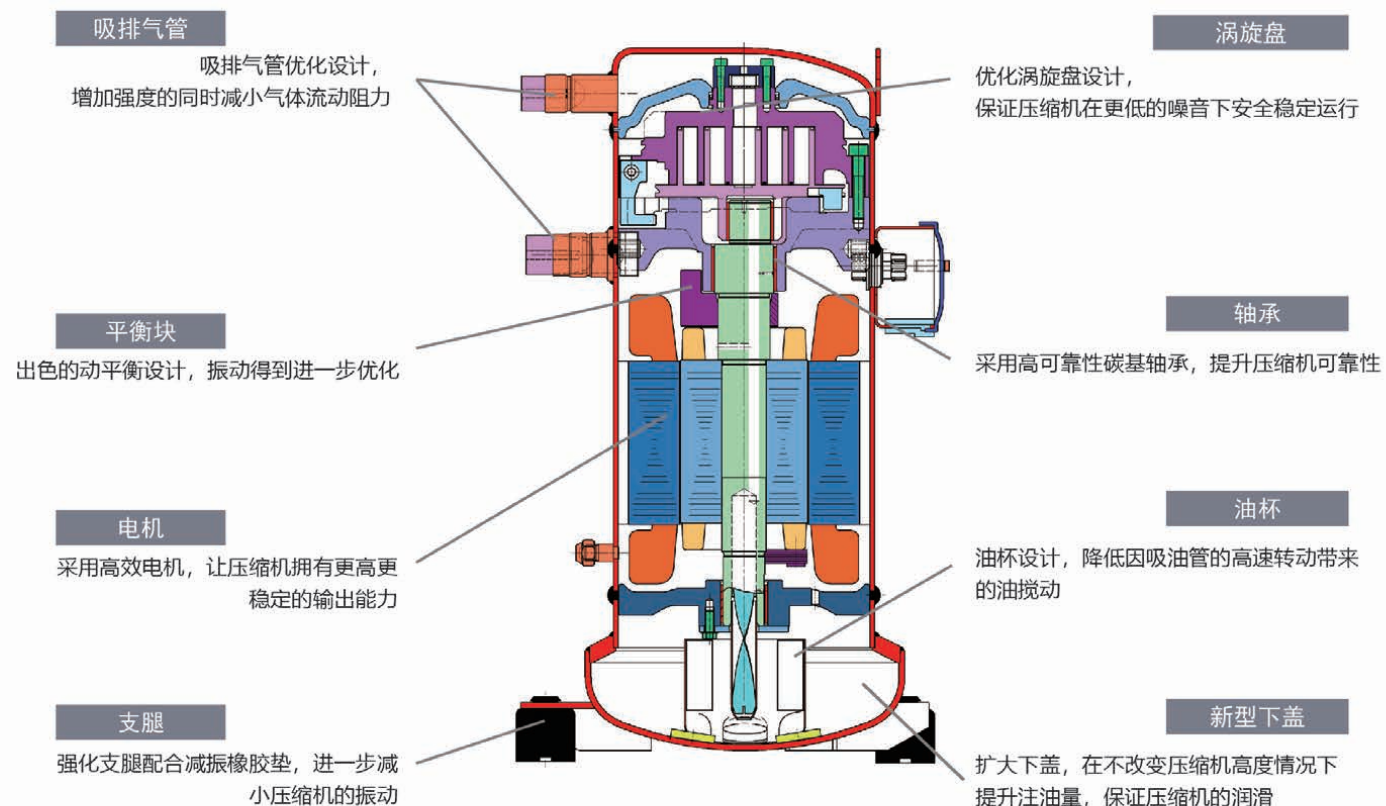 吸排气管
吸排气管优化设计，
增加强度的同时减小气体流动阻力
平衡块
出色的动平衡设计，振动得到进一步优化
电机
采用高效电机，让压缩机拥有更高更
稳定的输出能力
支腿
强化支腿配合减振橡胶垫，进一步减
小压缩机的振动
涡旋盘
优化涡旋盘设计，
保证压缩机在更低的噪音下安全稳定运行
轴承
采用高可靠性碳基轴承，提升压缩机可靠性
油杯
油杯设计，降低因吸油管的高速转动带来
的油搅动
新型下盖
扩大下盖，在不改变压缩机高度情况下
提升注油量，保证压缩机的润滑